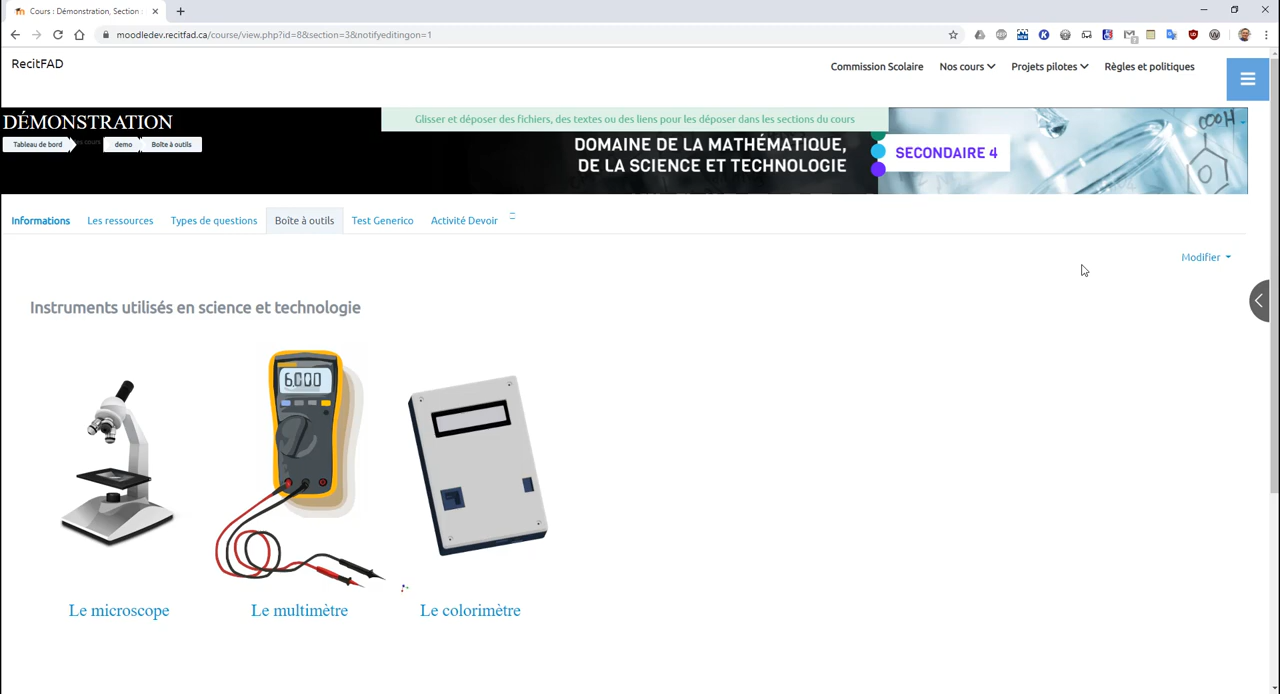 Cours : Démonstration, Section :
moodledev.recitfad.ca/course/view.php?id=8&section=3&notifyeditingon=1
RecitFAD
Commission Scolaire
Nos cours
Projets pilotes
Règles et politiques
DÉMONSTRATION
Glisser et déposer des fichiers, des textes ou des liens pour les déposer dans les sections du cours
Tableau de bord
cours
demo
Boîte à outils
DOMAINE DE LA MATHÉMATIQUE,
DE LA SCIENCE ET TECHNOLOGIE
SECONDAIRE 4
COOH
Informations
Les ressources
Types de questions
Boîte à outils
Test Generico
Activité Devoir
Modifier
Instruments utilisés en science et technologie
6.000
Le microscope
Le multimètre
Le colorimètre